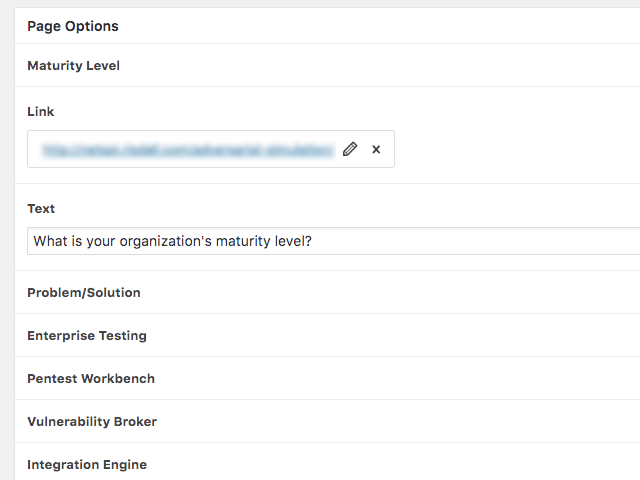 Page Options
Maturity Level
Link
Text
What is your organization's maturity level?
Problem/Solution
Enterprise Testing
Pentest Workbench
Vulnerability Broker
Integration Engine